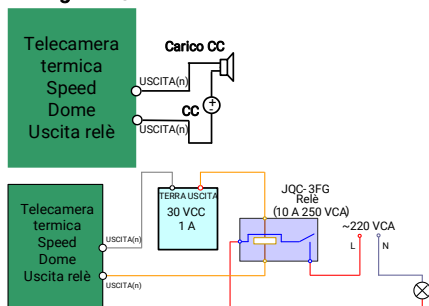 Telecamera
termica
Speed
Dome
Uscita relè
Carico CC
USCITA(n)
CC
USCITA(n)
Telecamera
termica
Speed
Dome
Uscita relè
USCITA(n)
USCITA(n)
TERRA USCITA
30 VCC
1 A
JQC-3FG
Relè
(10 A 250 VCA)
~220 VCA
L N